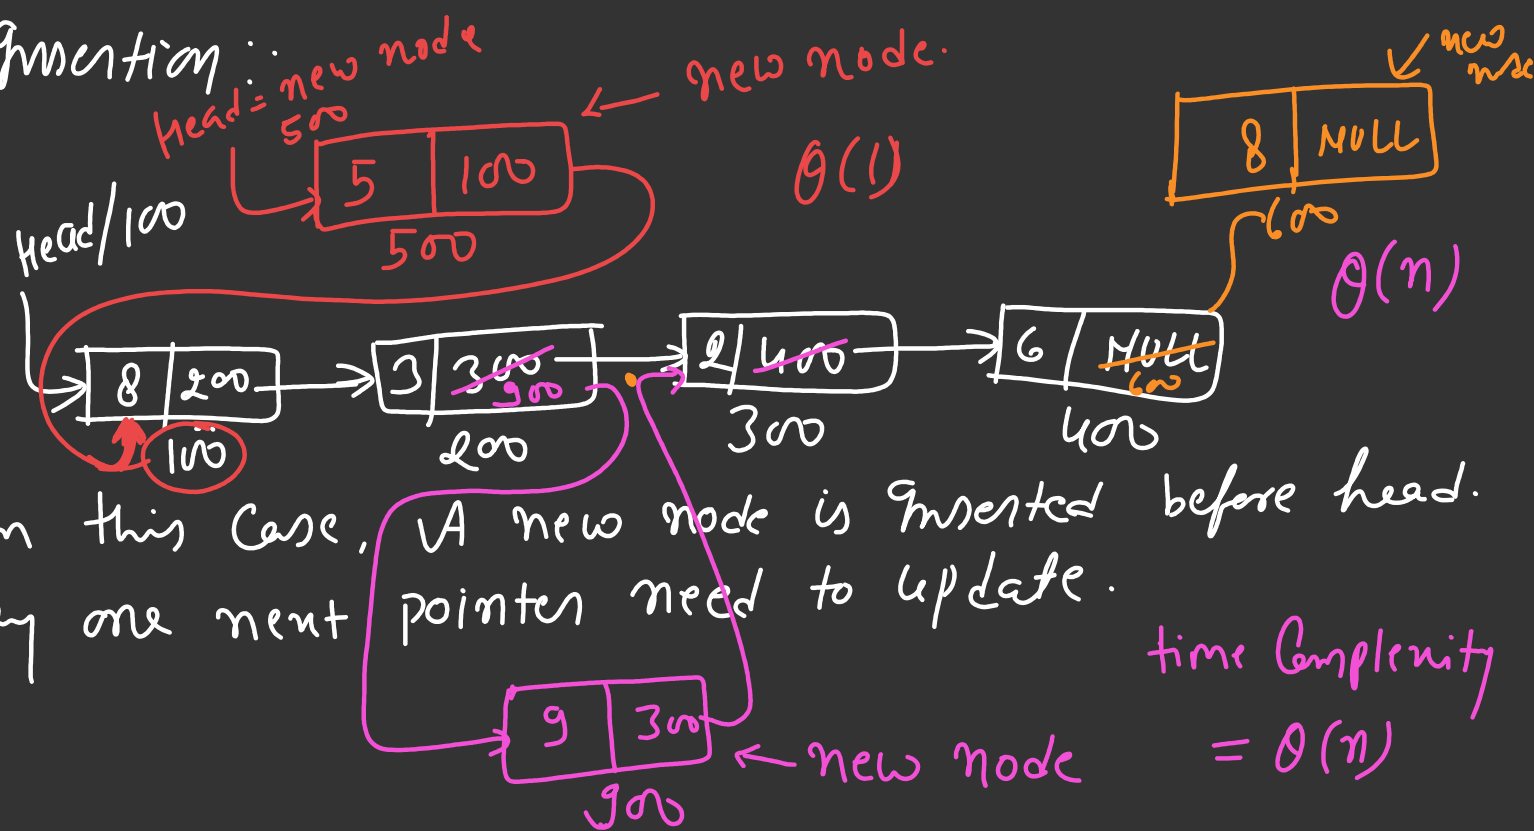 Insertion :
Head = new node
500
new node.
new
5 | 100
θ(1)
8 | NULL
500
600
Head/100
θ(n)
8 | 200
3 | 300
900
2 | 400
6 | NULL
600
100
200
300
400
this case, A new node is Inserted before head.
one next pointer need to update.
time Complexity
= θ(n)
9 | 300
new node
900